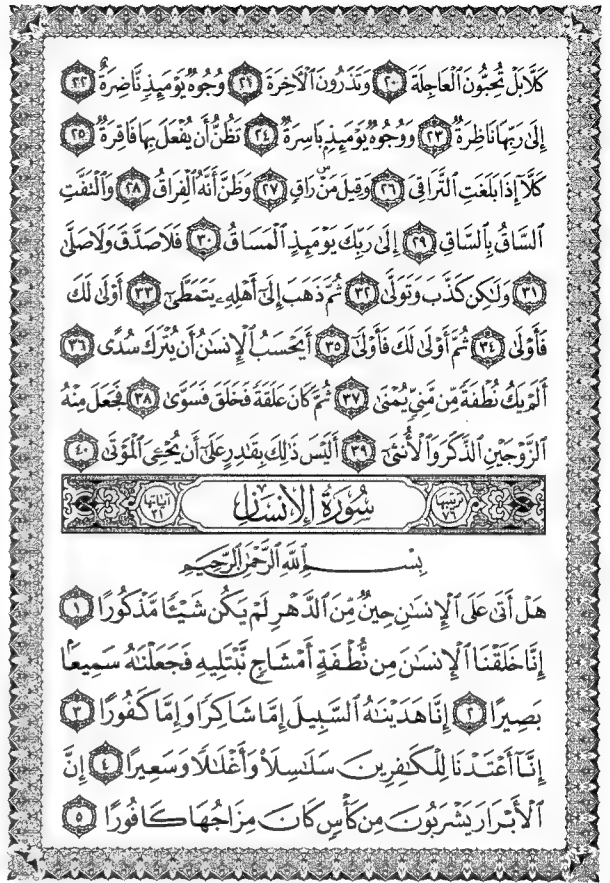 كَلَّا بَلْ تُحِبُّونَ ٱلْعَاجِلَةَ ٢٠ وَتَذَرُونَ ٱلْأَخِرَةَ ٢١ وُجُوهٌ يَوْمَئِذٍ نَّاضِرَةٌ ٢٢
إِلَىٰ رَبِّهَا نَاظِرَةٌ ٢٣ وَوُجُوهٌ يَوْمَئِذٍۭ بَاسِرَةٌ ٢٤ تَظُنُّ أَن يُفْعَلَ بِهَا فَاقِرَةٌ ٢٥
كَلَّآ إِذَا بَلَغَتِ ٱلتَّرَاقِىَ ٢٦ وَقِيلَ مَنْۜ رَاقٍ ٢٧ وَظَنَّ أَنَّهُ ٱلْفِرَاقُ ٢٨ وَٱلْتَفَّتِ
ٱلسَّاقُ بِٱلسَّاقِ ٢٩ إِلَىٰ رَبِّكَ يَوْمَئِذٍ ٱلْمَسَاقُ ٣٠ فَلَا صَدَّقَ وَلَا صَلَّىٰ
٣١ وَلَٰكِن كَذَّبَ وَتَوَلَّىٰ ٣٢ ثُمَّ ذَهَبَ إِلَىٰٓ أَهْلِهِۦ يَتَمَطَّىٰٓ ٣٣ أَوْلَىٰ لَكَ
فَأَوْلَىٰ ٣٤ ثُمَّ أَوْلَىٰ لَكَ فَأَوْلَىٰٓ ٣٥ أَيَحْسَبُ ٱلْإِنسَٰنُ أَن يُتْرَكَ سُدًى ٣٦
أَلَمْ يَكُ نُطْفَةً مِّن مَّنِىٍّ يُمْنَىٰ ٣٧ ثُمَّ كَانَ عَلَقَةً فَخَلَقَ فَسَوَّىٰ ٣٨ فَجَعَلَ مِنْهُ
ٱلزَّوْجَيْنِ ٱلذَّكَرَ وَٱلْأُنثَىٰٓ ٣٩ أَلَيْسَ ذَٰلِكَ بِقَٰدِرٍ عَلَىٰٓ أَن يُحْـِۧىَ ٱلْمَوْتَىٰ ٤٠
ترتيبها ٧٦ سُورَةُ ٱلْإِنسَانِ آياتها ٣١
بِسْمِ ٱللَّهِ ٱلرَّحْمَٰنِ ٱلرَّحِيمِ
هَلْ أَتَىٰ عَلَى ٱلْإِنسَٰنِ حِينٌ مِّنَ ٱلدَّهْرِ لَمْ يَكُن شَيْـًٔا مَّذْكُورًا ١
إِنَّا خَلَقْنَا ٱلْإِنسَٰنَ مِن نُّطْفَةٍ أَمْشَاجٍ نَّبْتَلِيهِ فَجَعَلْنَٰهُ سَمِيعًۢا
بَصِيرًا ٢ إِنَّا هَدَيْنَٰهُ ٱلسَّبِيلَ إِمَّا شَاكِرًا وَإِمَّا كَفُورًا ٣
إِنَّآ أَعْتَدْنَا لِلْكَٰفِرِينَ سَلَٰسِلَا۟ وَأَغْلَٰلًا وَسَعِيرًا ٤ إِنَّ
ٱلْأَبْرَارَ يَشْرَبُونَ مِن كَأْسٍ كَانَ مِزَاجُهَا كَافُورًا ٥